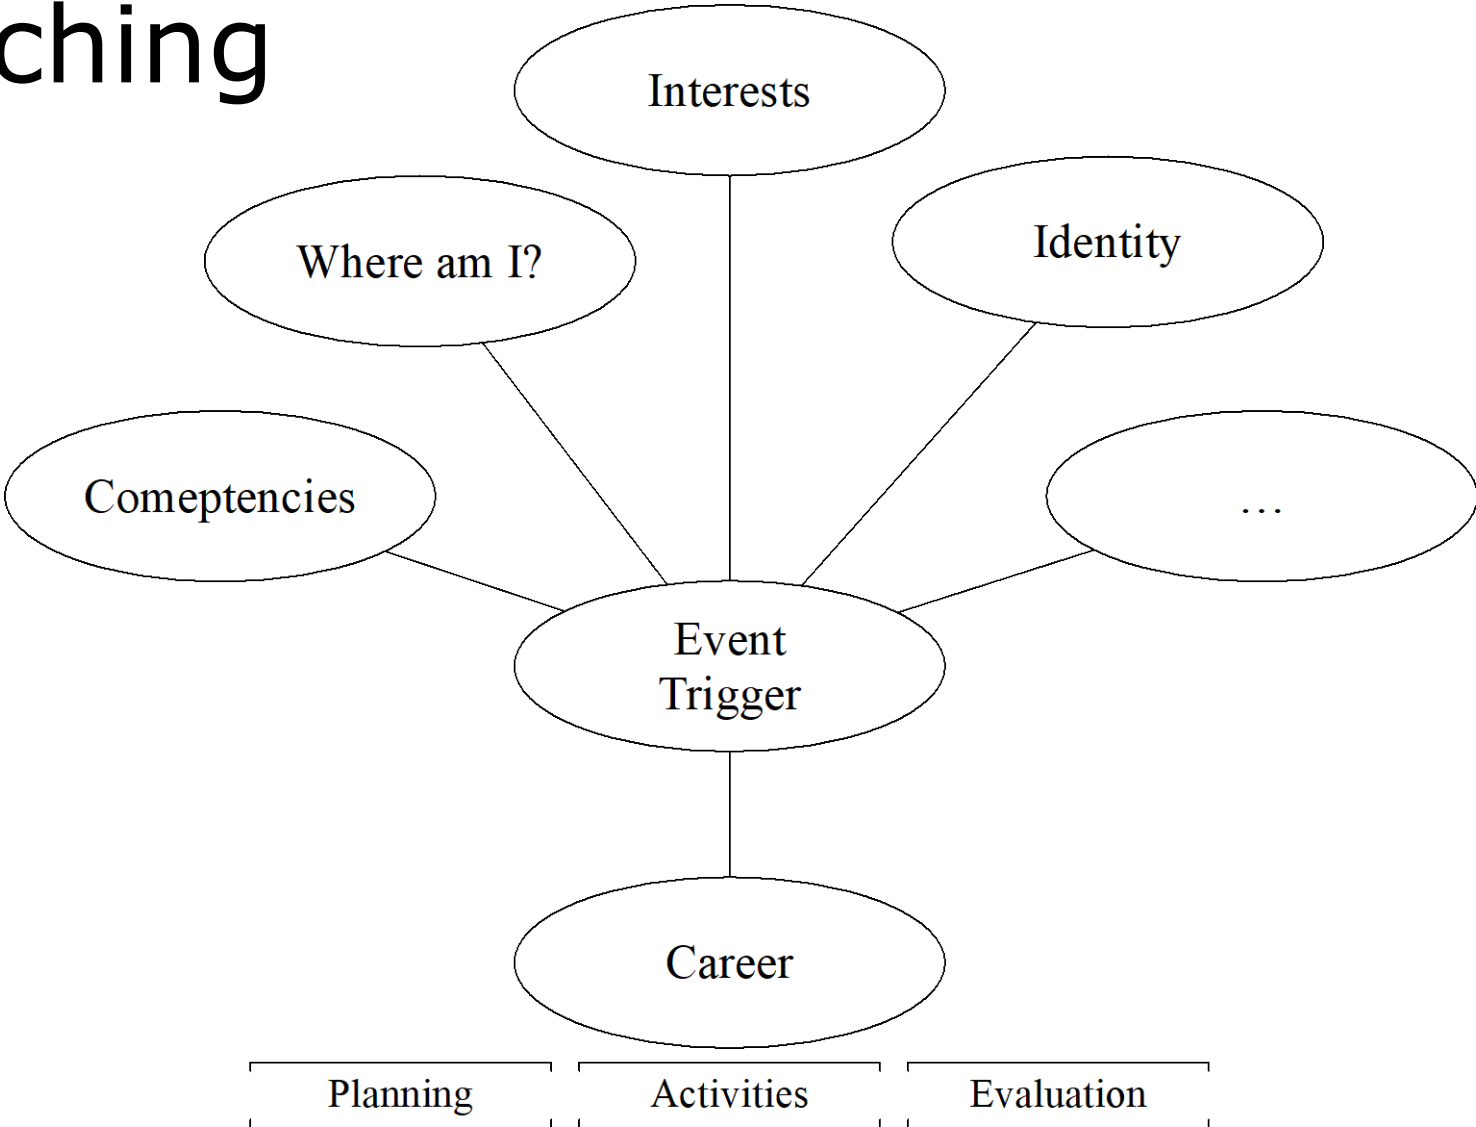 ching
Interests
Where am I?
Identity
Comeptencies
...
Event
Trigger
Career
Planning
Activities
Evaluation